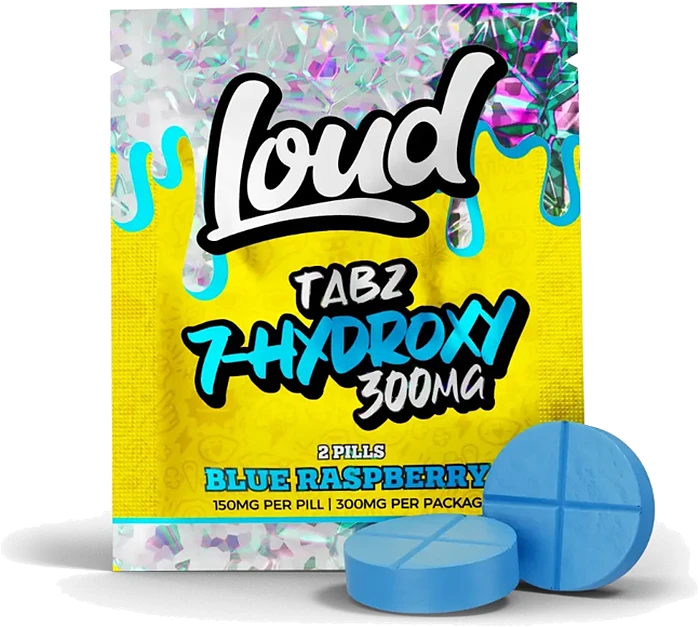 Loud
TABZ
7-HYDROXY
300MG
2 PILLS
BLUE RASPBERRY
150MG PER PILL | 300MG PER PACKAG